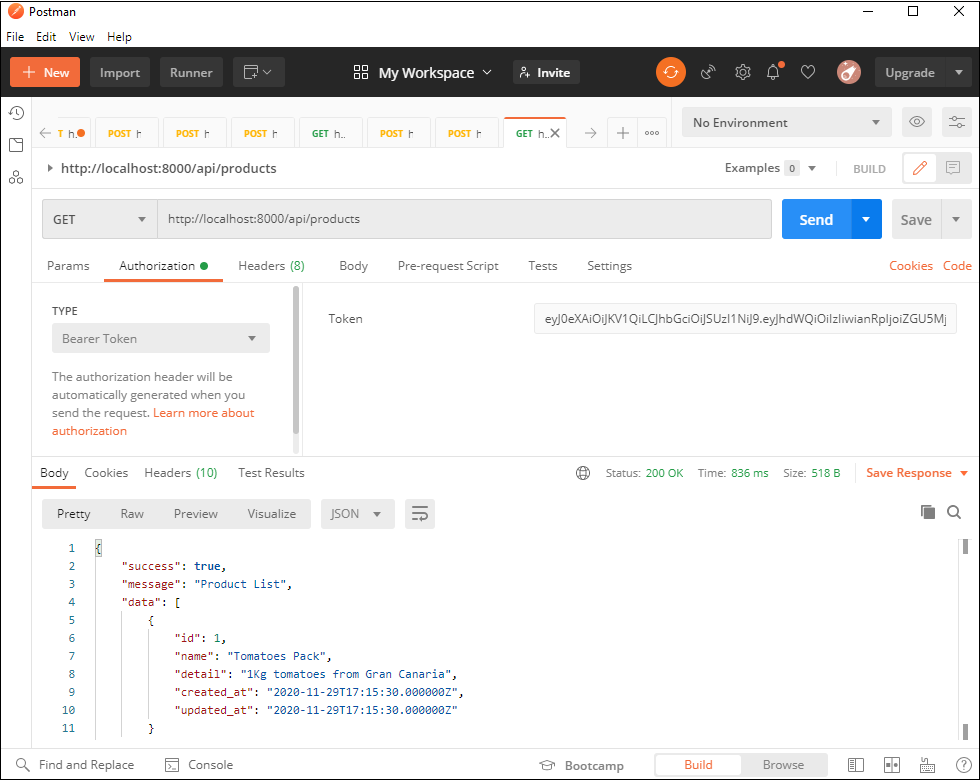 Postman
File Edit View Help
New Import Runner My Workspace Invite Upgrade
T h. POST h POST h POST h GET h.. POST h POST h GET h.. No Environment
http://localhost:8000/api/products Examples 0 BUILD
GET http://localhost:8000/api/products Send Save
Params Authorization Headers (8) Body Pre-request Script Tests Settings Cookies Code
TYPE
Bearer Token
The authorization header will be
automatically generated when you
send the request. Learn more about
authorization
Token
Body Cookies Headers (10) Test Results Status: 200 OK Time: 836 ms Size: 518 B Save Response
Pretty Raw Preview Visualize JSON
1 {
2 "success": true,
3 "message": "Product List",
4 "data": [
5 {
6 "id": 1,
7 "name": "Tomatoes Pack",
8 "detail": "1Kg tomatoes from Gran Canaria",
9 "created_at": "2020-11-29T17:15:30.000000Z",
10 "updated_at": "2020-11-29T17:15:30.000000Z"
11 }
Find and Replace Console Bootcamp Build Browse